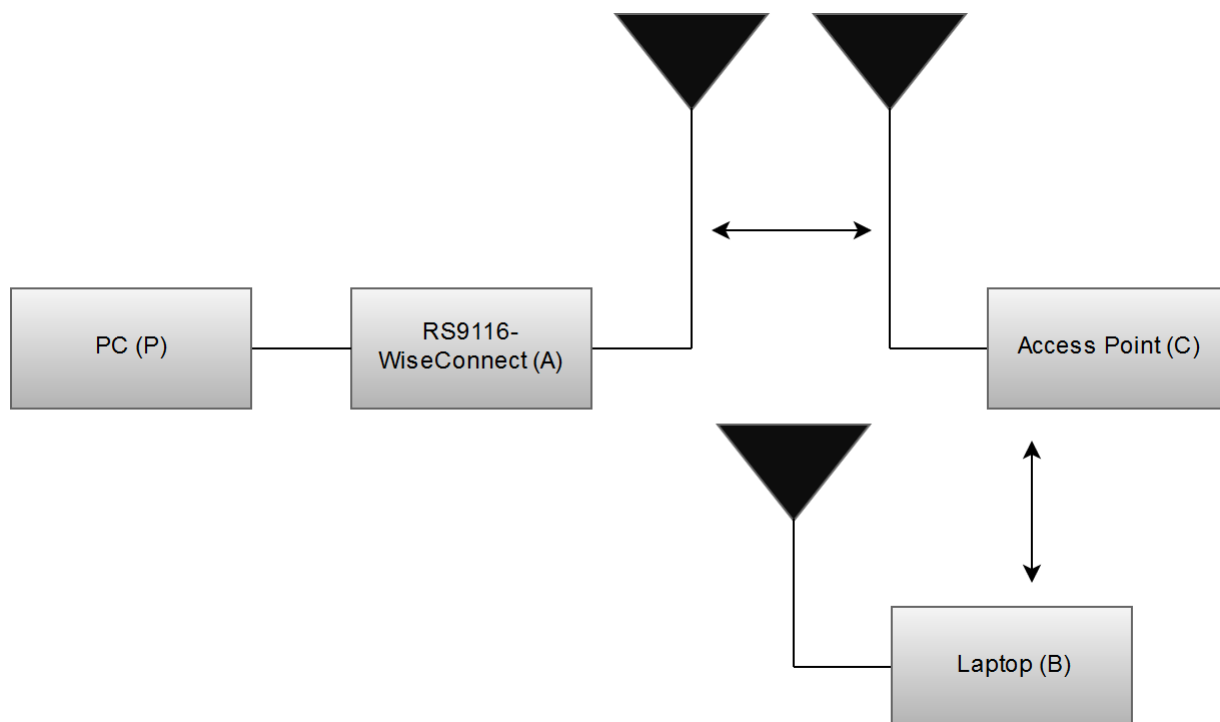 PC (P)
RS9116-
WiseConnect (A)
Access Point (C)
Laptop (B)